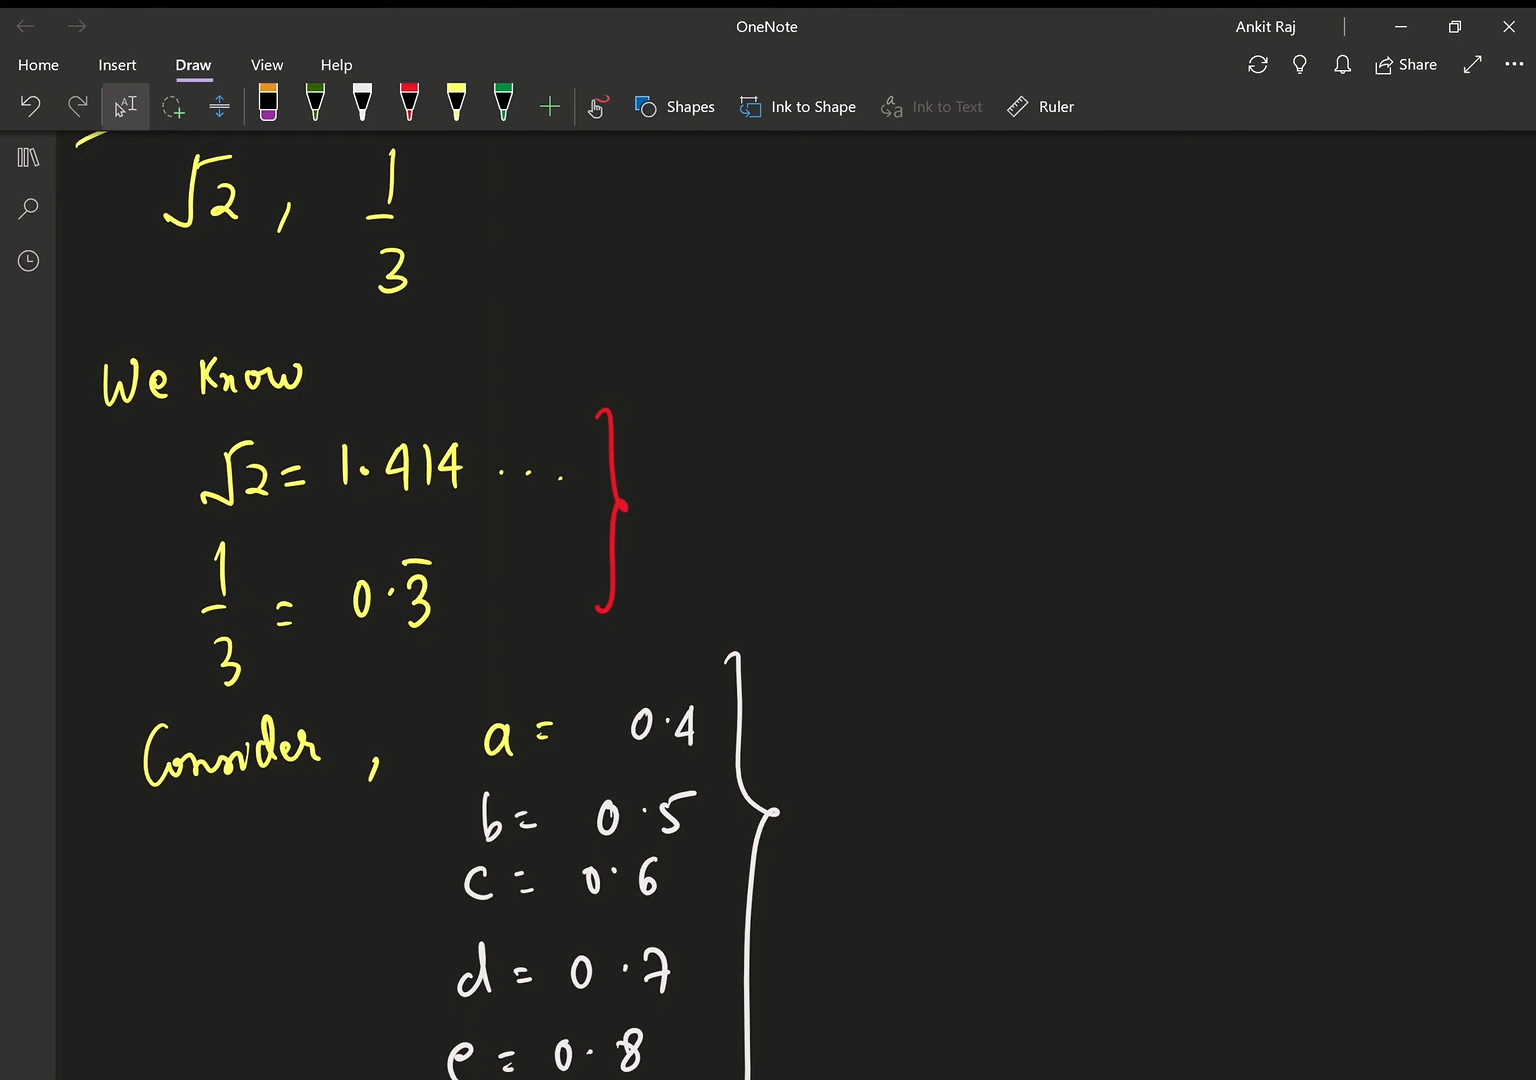 OneNote
Ankit Raj
Home Insert Draw View Help
Share
Shapes Ink to Shape Ink to Text Ruler
√2 , 1/3
We Know
√2 = 1.414 ...
1/3 = 0.3̅
Consider , a = 0.4
b = 0.5
c = 0.6
d = 0.7
e = 0.8